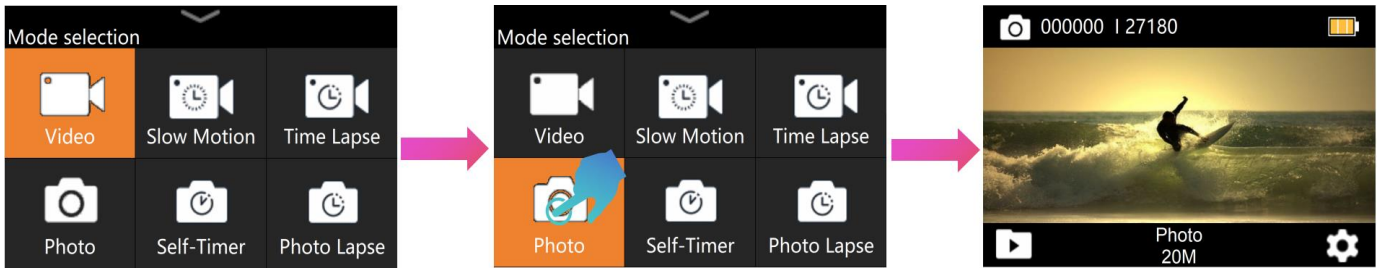 Mode selection
Video
Slow Motion
Time Lapse
Photo
Self-Timer
Photo Lapse
Mode selection
Video
Slow Motion
Time Lapse
Photo
Self-Timer
Photo Lapse
000000 I 27180
Photo
20M